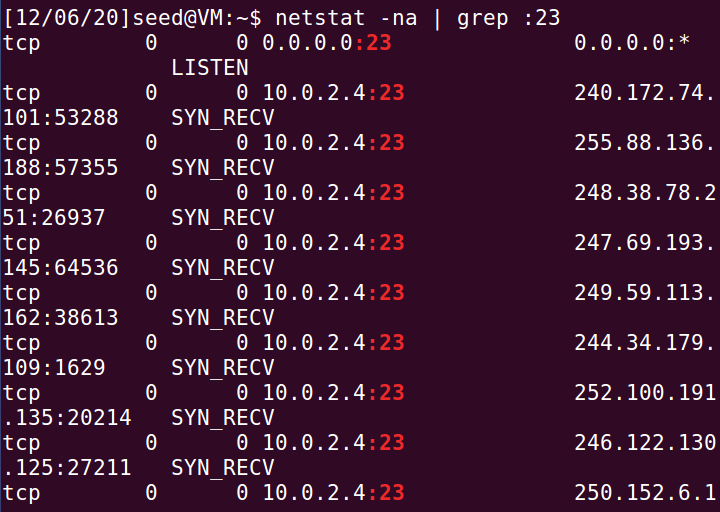 [12/06/20]seed@VM:~$ netstat -na | grep :23
tcp        0      0 0.0.0.0:23              0.0.0.0:*
             LISTEN
tcp        0      0 10.0.2.4:23             240.172.74.
101:53288    SYN_RECV
tcp        0      0 10.0.2.4:23             255.88.136.
188:57355    SYN_RECV
tcp        0      0 10.0.2.4:23             248.38.78.2
51:26937     SYN_RECV
tcp        0      0 10.0.2.4:23             247.69.193.
145:64536    SYN_RECV
tcp        0      0 10.0.2.4:23             249.59.113.
162:38613    SYN_RECV
tcp        0      0 10.0.2.4:23             244.34.179.
109:1629     SYN_RECV
tcp        0      0 10.0.2.4:23             252.100.191
.135:20214   SYN_RECV
tcp        0      0 10.0.2.4:23             246.122.130
.125:27211   SYN_RECV
tcp        0      0 10.0.2.4:23             250.152.6.1